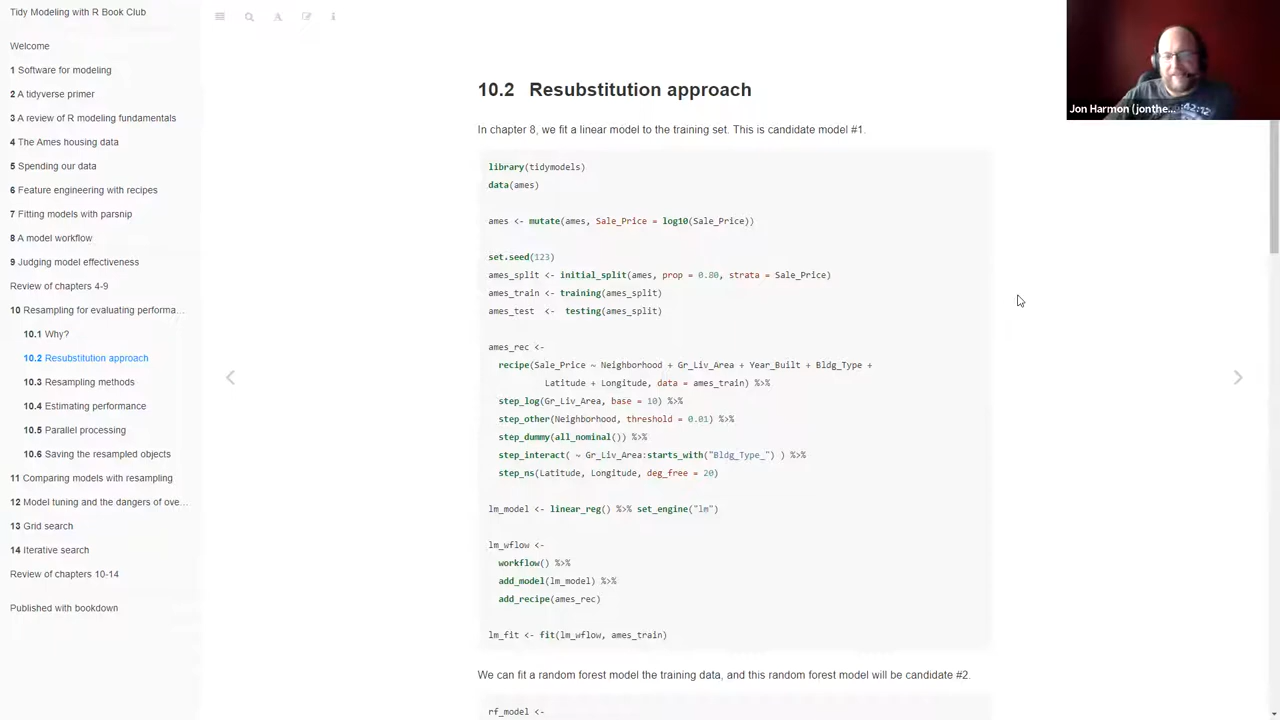 Tidy Modeling with R Book Club
Welcome
1 Software for modeling
2 A tidyverse primer
3 A review of R modeling fundamentals
4 The Ames housing data
5 Spending our data
6 Feature engineering with recipes
7 Fitting models with parsnip
8 A model workflow
9 Judging model effectiveness
Review of chapters 4-9
10 Resampling for evaluating performa...
10.1 Why?
10.2 Resubstitution approach
10.3 Resampling methods
10.4 Estimating performance
10.5 Parallel processing
10.6 Saving the resampled objects
11 Comparing models with resampling
12 Model tuning and the dangers of ove...
13 Grid search
14 Iterative search
Review of chapters 10-14
Published with bookdown
10.2 Resubstitution approach
In chapter 8, we fit a linear model to the training set. This is candidate model #1.
library(tidymodels)
data(ames)
ames <- mutate(ames, Sale_Price = log10(Sale_Price))
set.seed(123)
ames_split <- initial_split(ames, prop = 0.80, strata = Sale_Price)
ames_train <- training(ames_split)
ames_test  <-  testing(ames_split)
ames_rec <-
recipe(Sale_Price ~ Neighborhood + Gr_Liv_Area + Year_Built + Bldg_Type +
Latitude + Longitude, data = ames_train) %>%
step_log(Gr_Liv_Area, base = 10) %>%
step_other(Neighborhood, threshold = 0.01) %>%
step_dummy(all_nominal()) %>%
step_interact( ~ Gr_Liv_Area:starts_with("Bldg_Type_") ) %>%
step_ns(Latitude, Longitude, deg_free = 20)
lm_model <- linear_reg() %>% set_engine("lm")
lm_wflow <-
workflow() %>%
add_model(lm_model) %>%
add_recipe(ames_rec)
lm_fit <- fit(lm_wflow, ames_train)
We can fit a random forest model the training data, and this random forest model will be candidate #2.
rf_model <-
Jon Harmon (jonthe...